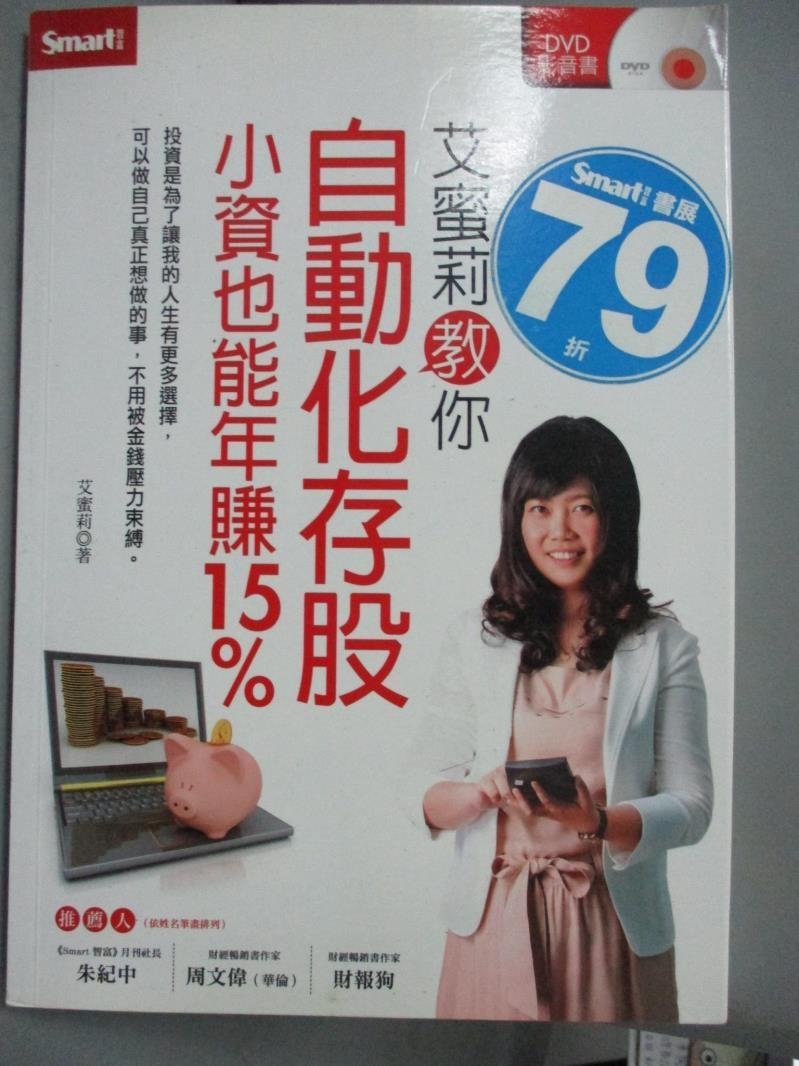 Smart智富
DVD
影音書
DVD
Smart智富 書展
79
折
艾蜜莉教你
自動化存股
小資也能年賺15%
投資是為了讓我的人生有更多選擇，
可以做自己真正想做的事，不用被金錢壓力束縛。
艾蜜莉◎著
推薦人（依姓名筆畫排列）
《Smart 智富》月刊社長
朱紀中
財經暢銷書作家
周文偉（華倫）
財經暢銷書作家
財報狗